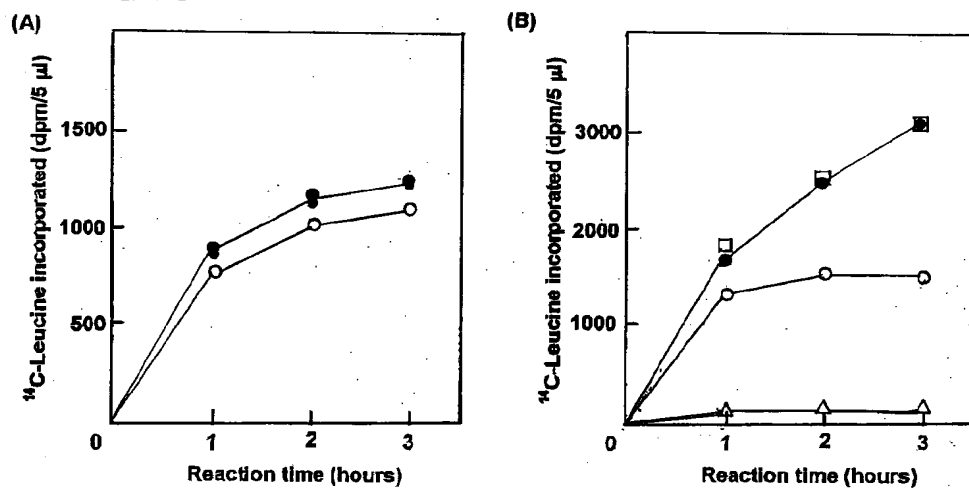 (A)
¹⁴C-Leucine incorporated (dpm/5 µl)
1500
1000
500
0
1
2
3
Reaction time (hours)
(B)
¹⁴C-Leucine incorporated (dpm/5 µl)
3000
2000
1000
0
1
2
3
Reaction time (hours)